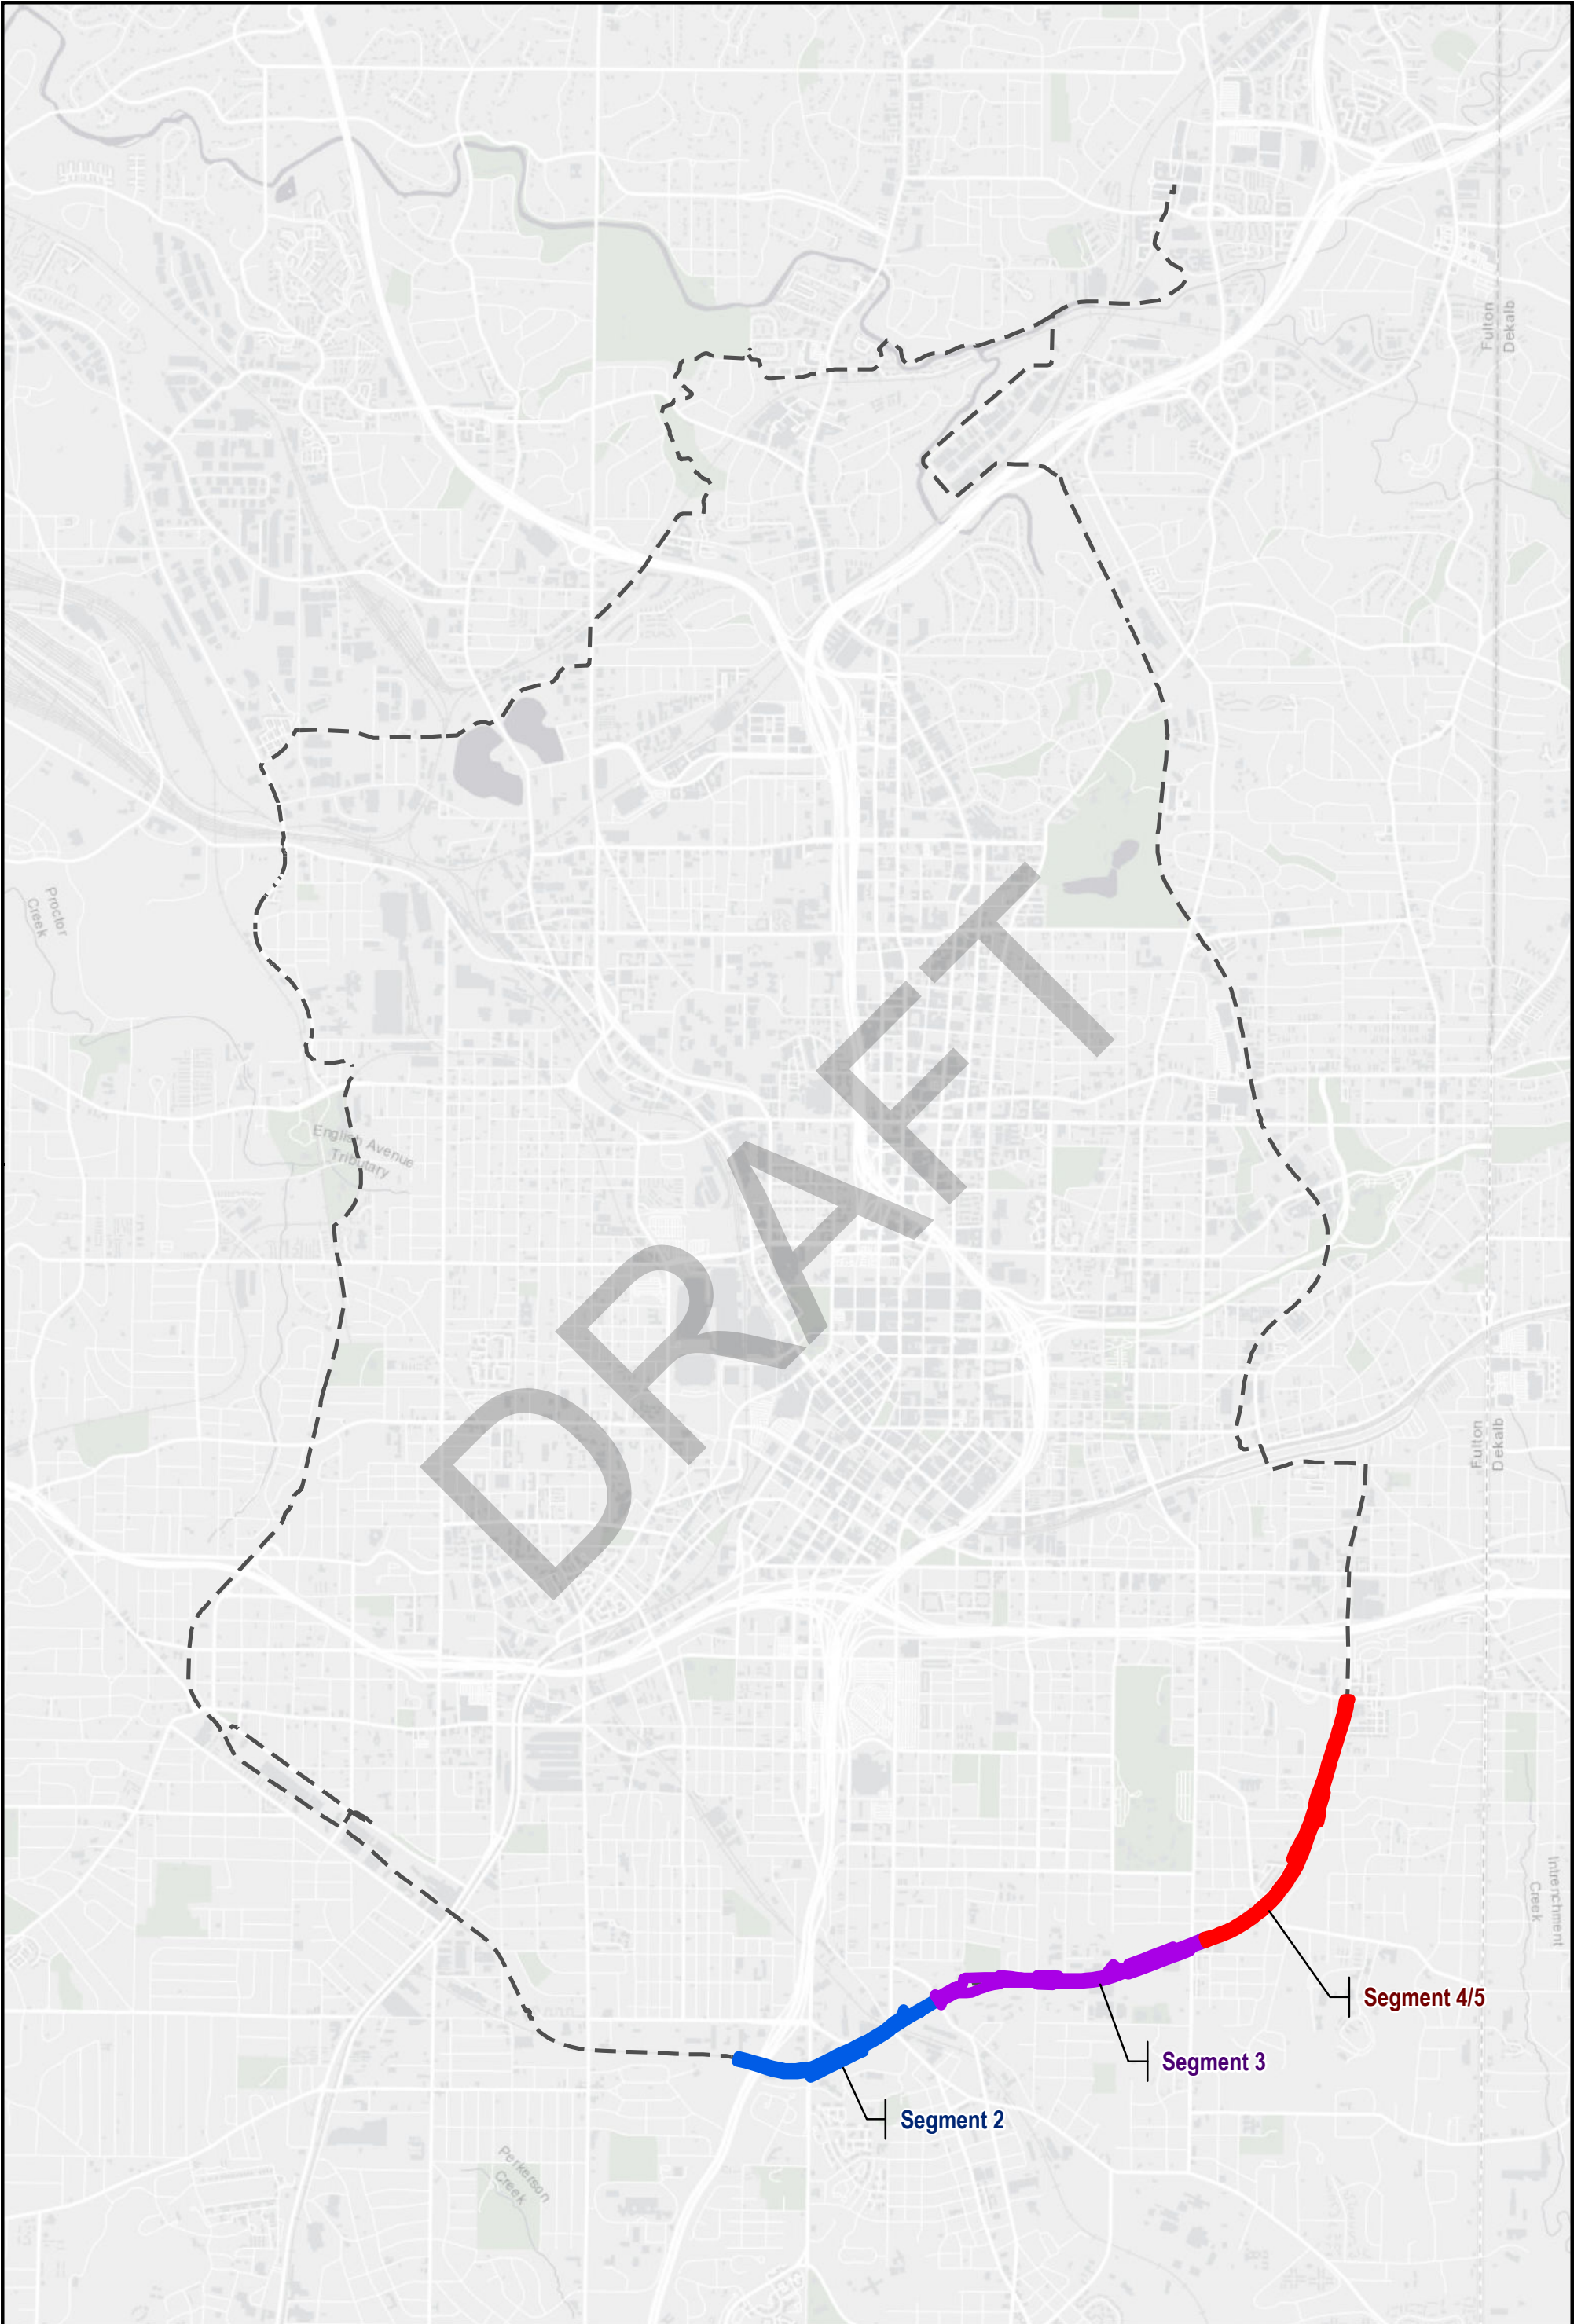 Fulton
Dekalb
Proctor
Creek
English Avenue
Tributary
DRAFT
Fulton
Dekalb
Intrenchment
Creek
Segment 4/5
Segment 3
Segment 2
Perkerson
Creek